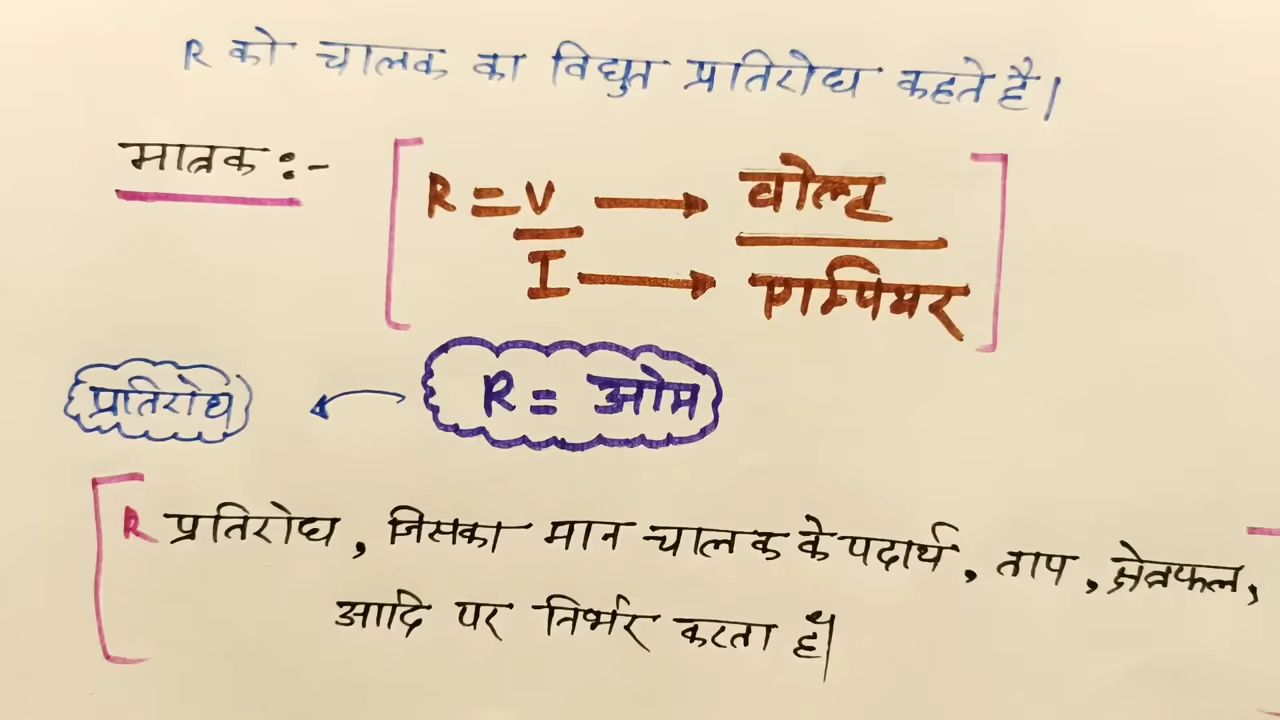 R को चालक का विद्युत प्रतिरोध कहते है।
मात्रक :-
R = V → वोल्ट
I → एम्पियर
प्रतिरोध ← R = ओम
R प्रतिरोध, जिसका मान चालक के पदार्थ, ताप, क्षेत्रफल,
आदि पर निर्भर करता है।